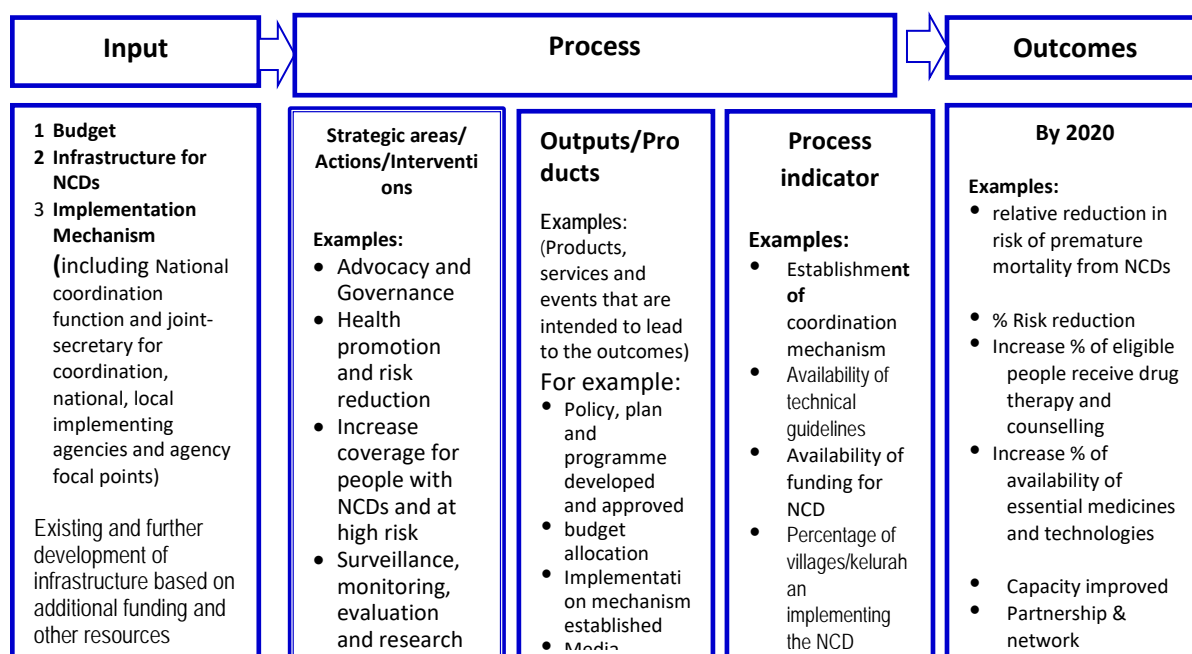 Input
Process
Outcomes
1 Budget
2 Infrastructure for
NCDs
3 Implementation
Mechanism
(including National
coordination
function and joint-
secretary for
coordination,
national, local
implementing
agencies and agency
focal points)
Existing and further
development of
infrastructure based on
additional funding and
other resources
Strategic areas/
Actions/Interventi
ons
Examples:
• Advocacy and
Governance
• Health
promotion
and risk
reduction
• Increase
coverage for
people with
NCDs and at
high risk
• Surveillance,
monitoring,
evaluation
and research
Outputs/Pro
ducts
Examples:
(Products,
services and
events that are
intended to lead
to the outcomes)
For example:
• Policy, plan
and
programme
developed
and approved
• budget
allocation
• Implementati
on mechanism
established
• Media
Process
indicator
Examples:
• Establishment
of
coordination
mechanism
• Availability of
technical
guidelines
• Availability of
funding for
NCD
• Percentage of
villages/kelurah
an
implementing
the NCD
By 2020
Examples:
• relative reduction in
risk of premature
mortality from NCDs
• % Risk reduction
• Increase % of eligible
people receive drug
therapy and
counselling
• Increase % of
availability of
essential medicines
and technologies
• Capacity improved
• Partnership &
network